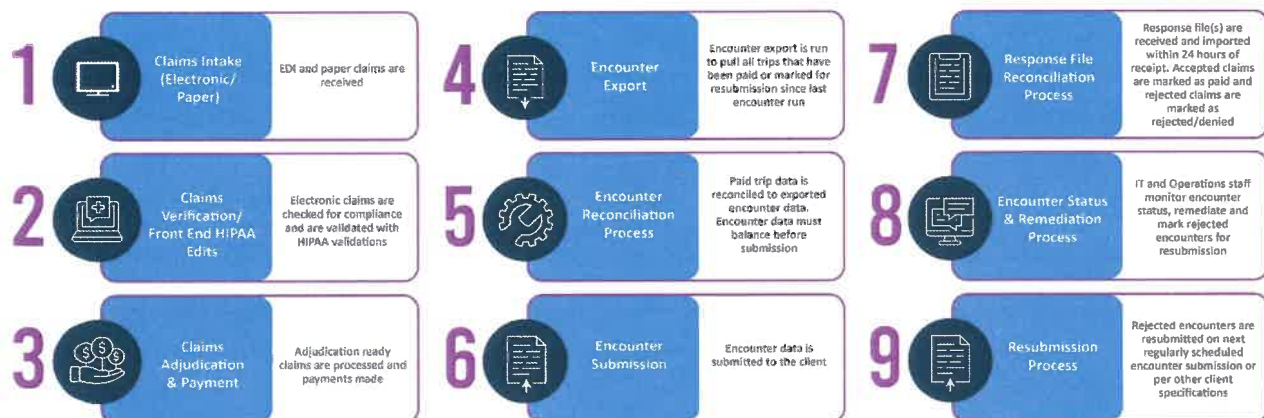 1
Claims Intake
(Electronic/
Paper)
EDI and paper claims are
received
2
Claims
Verification/
Front End HIPAA
Edits
Electronic claims are
checked for compliance
and are validated with
HIPAA validations
3
Claims
Adjudication
& Payment
Adjudication ready
claims are processed and
payments made
4
Encounter
Export
Encounter export is run
to pull all trips that have
been paid or marked for
resubmission since last
encounter run
5
Encounter
Reconciliation
Process
Paid trip data is
reconciled to exported
encounter data.
Encounter data must
balance before
submission
6
Encounter
Submission
Encounter data is
submitted to the client
7
Response File
Reconciliation
Process
Response file(s) are
received and imported
within 24 hours of
receipt. Accepted claims
are marked as paid and
rejected claims are
marked as
rejected/denied
8
Encounter Status
& Remediation
Process
IT and Operations staff
monitor encounter
status, remediate and
mark rejected
encounters for
resubmission
9
Resubmission
Process
Rejected encounters are
resubmitted on next
regularly scheduled
encounter submission or
per other client
specifications